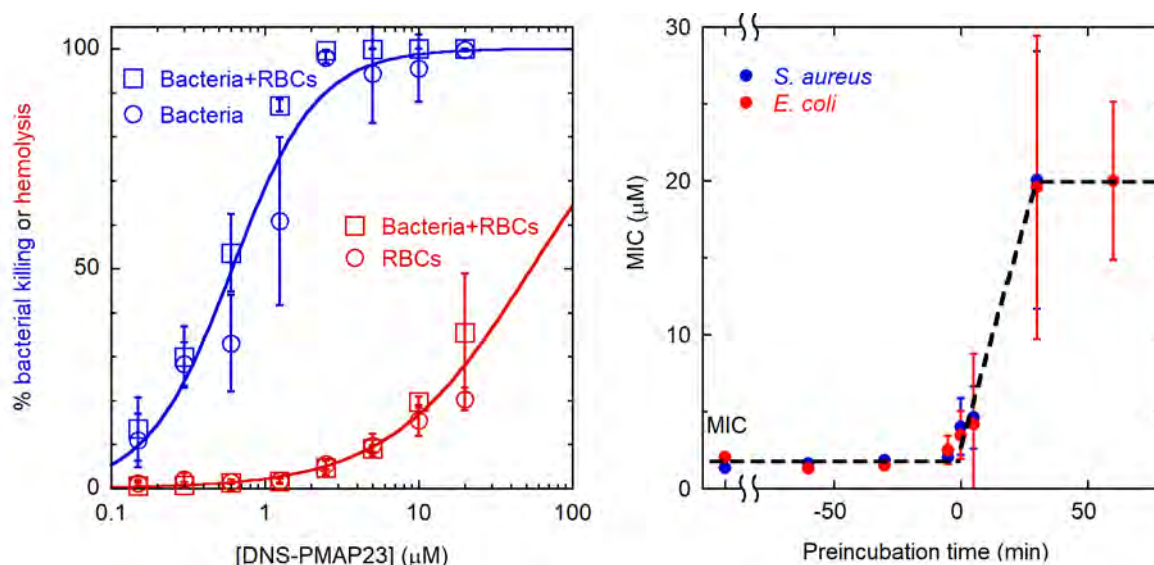 % bacterial killing or hemolysis
100
50
0
Bacteria+RBCs
Bacteria
Bacteria+RBCs
RBCs
0.1
1
10
100
[DNS-PMAP23] (μM)
MIC (μM)
30
20
10
0
S. aureus
E. coli
MIC
-50
0
50
Preincubation time (min)